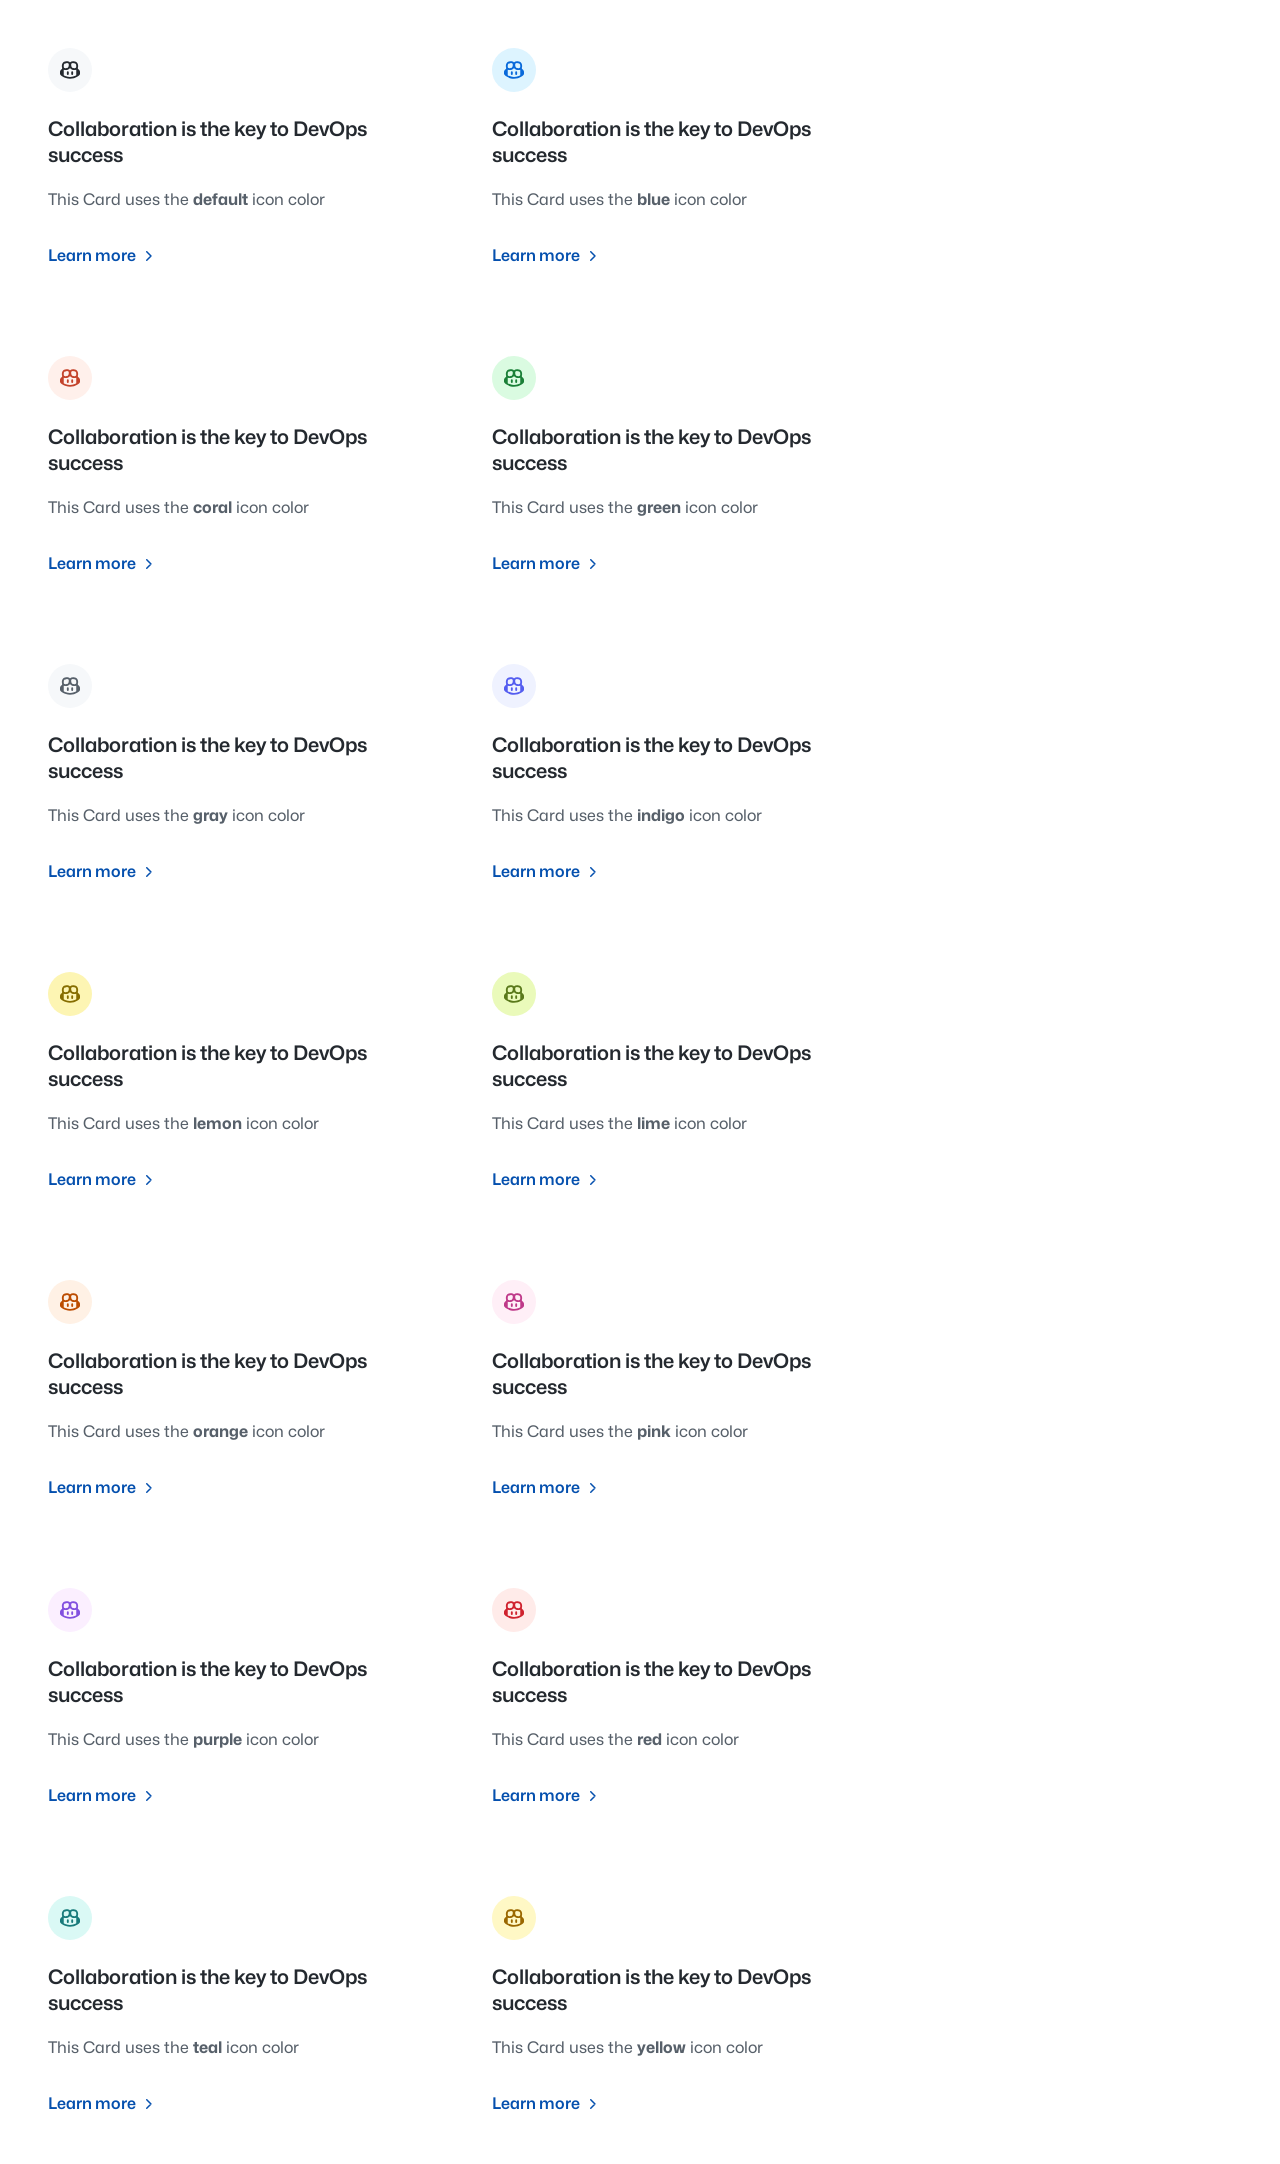 Collaboration is the key to DevOps
success
This Card uses the default icon color
Learn more
Collaboration is the key to DevOps
success
This Card uses the blue icon color
Learn more
Collaboration is the key to DevOps
success
This Card uses the coral icon color
Learn more
Collaboration is the key to DevOps
success
This Card uses the green icon color
Learn more
Collaboration is the key to DevOps
success
This Card uses the gray icon color
Learn more
Collaboration is the key to DevOps
success
This Card uses the indigo icon color
Learn more
Collaboration is the key to DevOps
success
This Card uses the lemon icon color
Learn more
Collaboration is the key to DevOps
success
This Card uses the lime icon color
Learn more
Collaboration is the key to DevOps
success
This Card uses the orange icon color
Learn more
Collaboration is the key to DevOps
success
This Card uses the pink icon color
Learn more
Collaboration is the key to DevOps
success
This Card uses the purple icon color
Learn more
Collaboration is the key to DevOps
success
This Card uses the red icon color
Learn more
Collaboration is the key to DevOps
success
This Card uses the teal icon color
Learn more
Collaboration is the key to DevOps
success
This Card uses the yellow icon color
Learn more